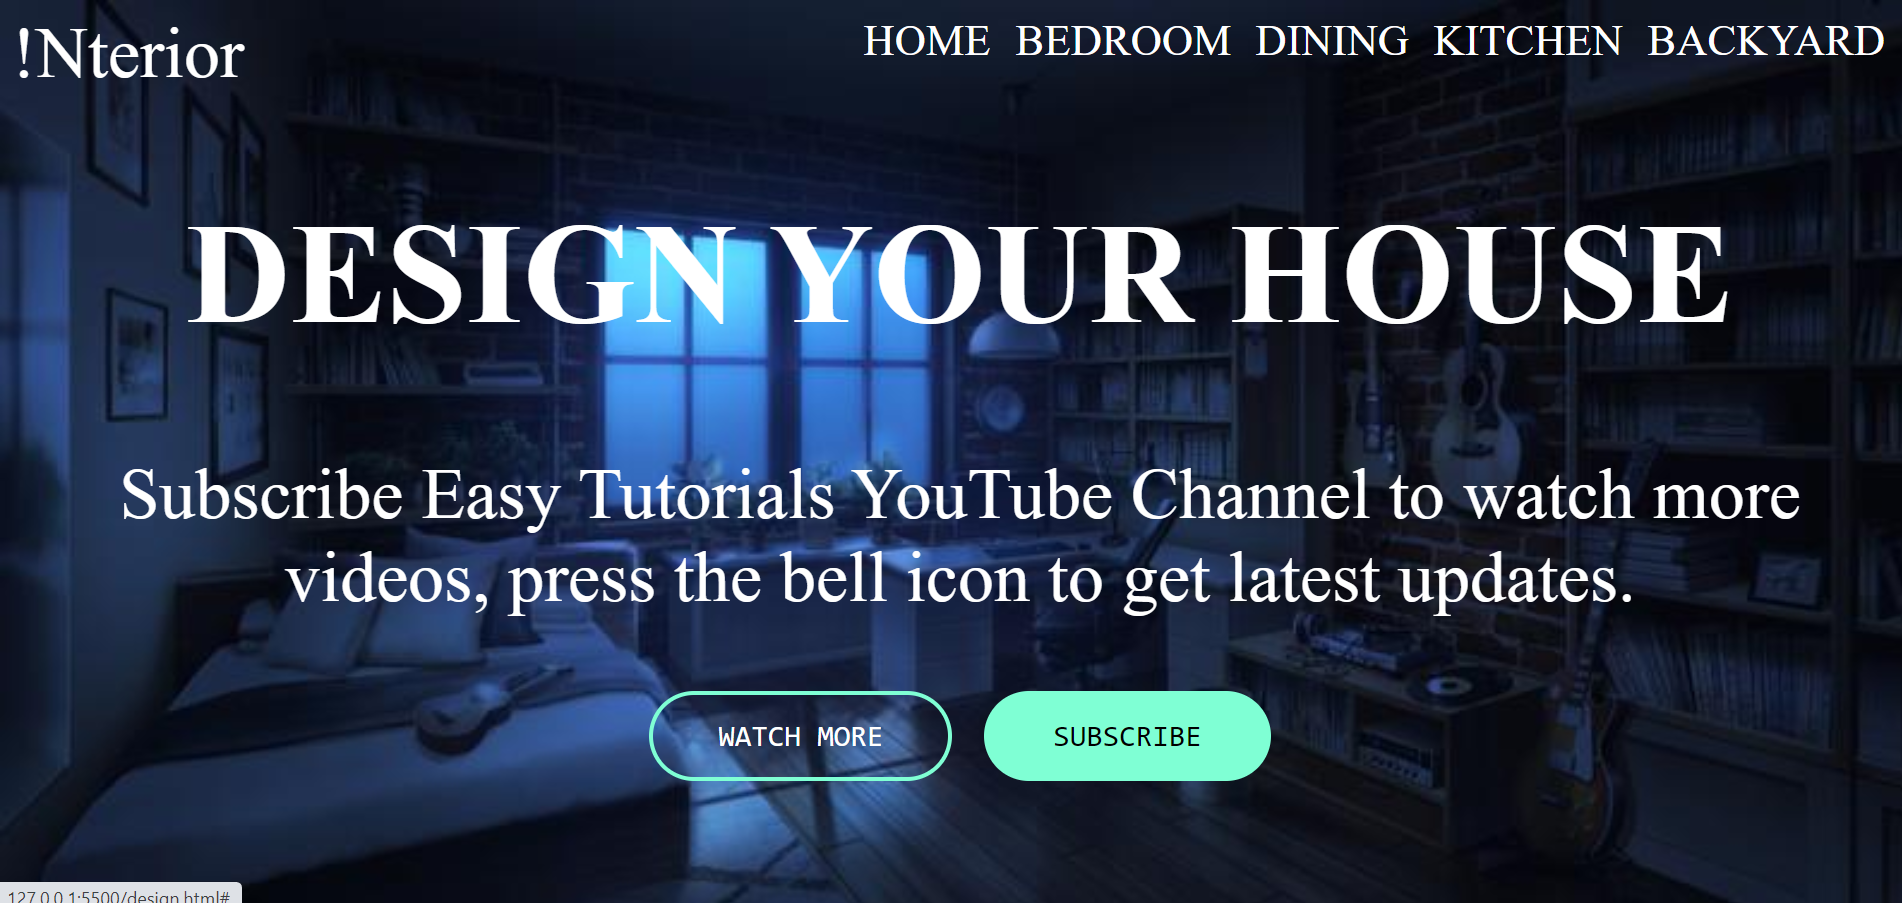 !Nterior
HOME BEDROOM DINING KITCHEN BACKYARD
DESIGN YOUR HOUSE
Subscribe Easy Tutorials YouTube Channel to watch more
videos, press the bell icon to get latest updates.
WATCH MORE
SUBSCRIBE
127.0.0.1:5500/design.html#